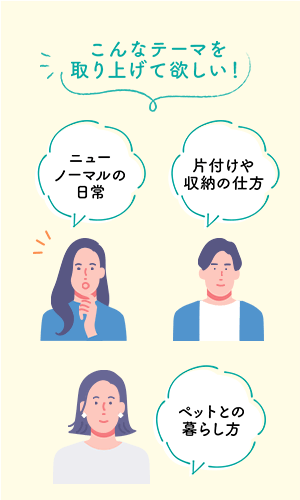 こんなテーマを
取り上げて欲しい!
ニュー
ノーマルの
日常
片付けや
収納の仕方
ペットとの
暮らし方